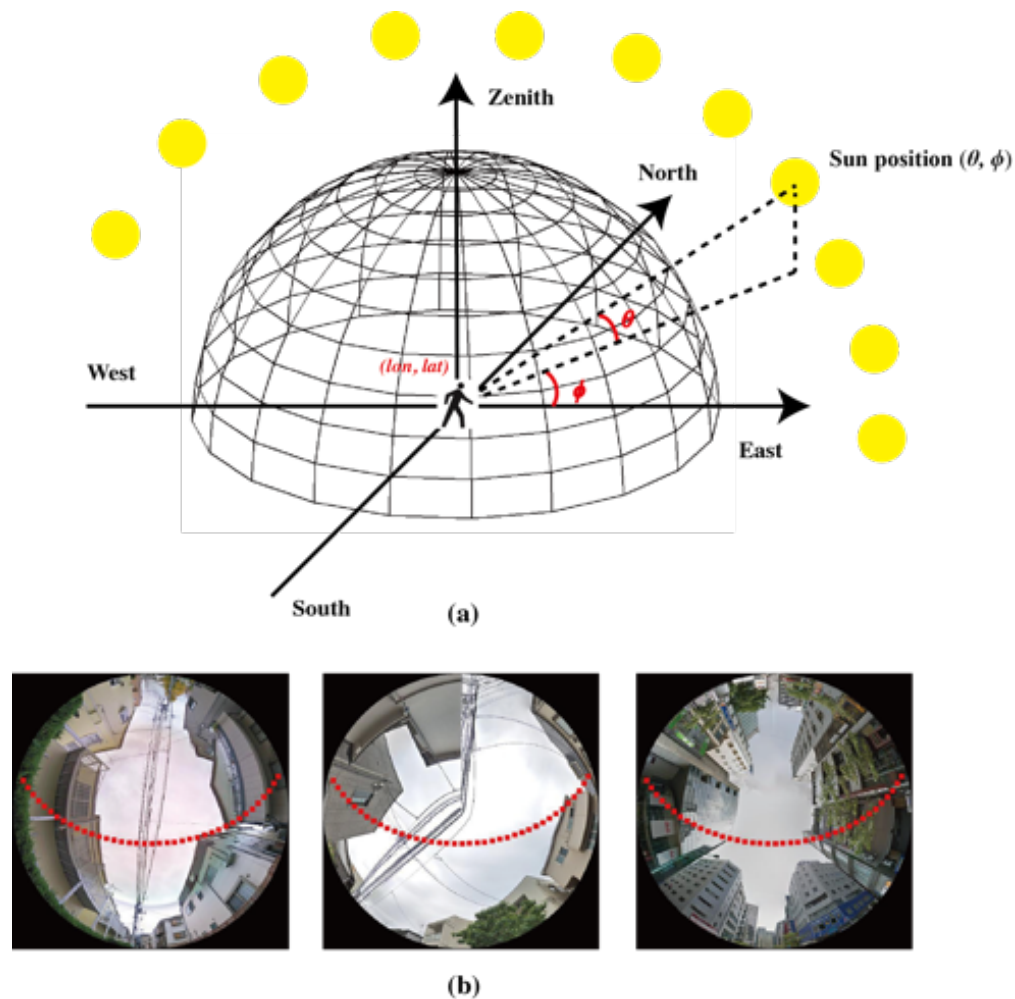 Zenith
Sun position (θ, ϕ)
North
θ
(lon, lat)
West
ϕ
East
South
(a)
(b)